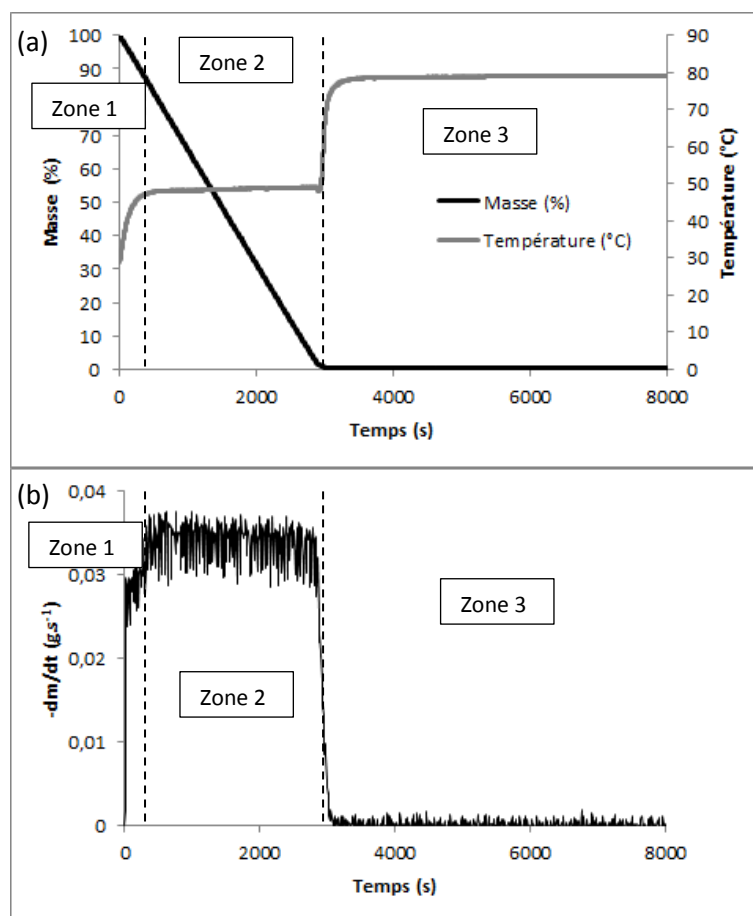 (a)
100
90
80
70
60
50
40
30
20
10
0
Masse (%)
90
80
70
60
50
40
30
20
10
0
Température (°C)
Zone 1
Zone 2
Zone 3
Masse (%)
Température (°C)
0 2000 4000 6000 8000
Temps (s)
(b)
0,04
0,03
0,02
0,01
0
-dm/dt (g.s⁻¹)
Zone 1
Zone 2
Zone 3
0 2000 4000 6000 8000
Temps (s)